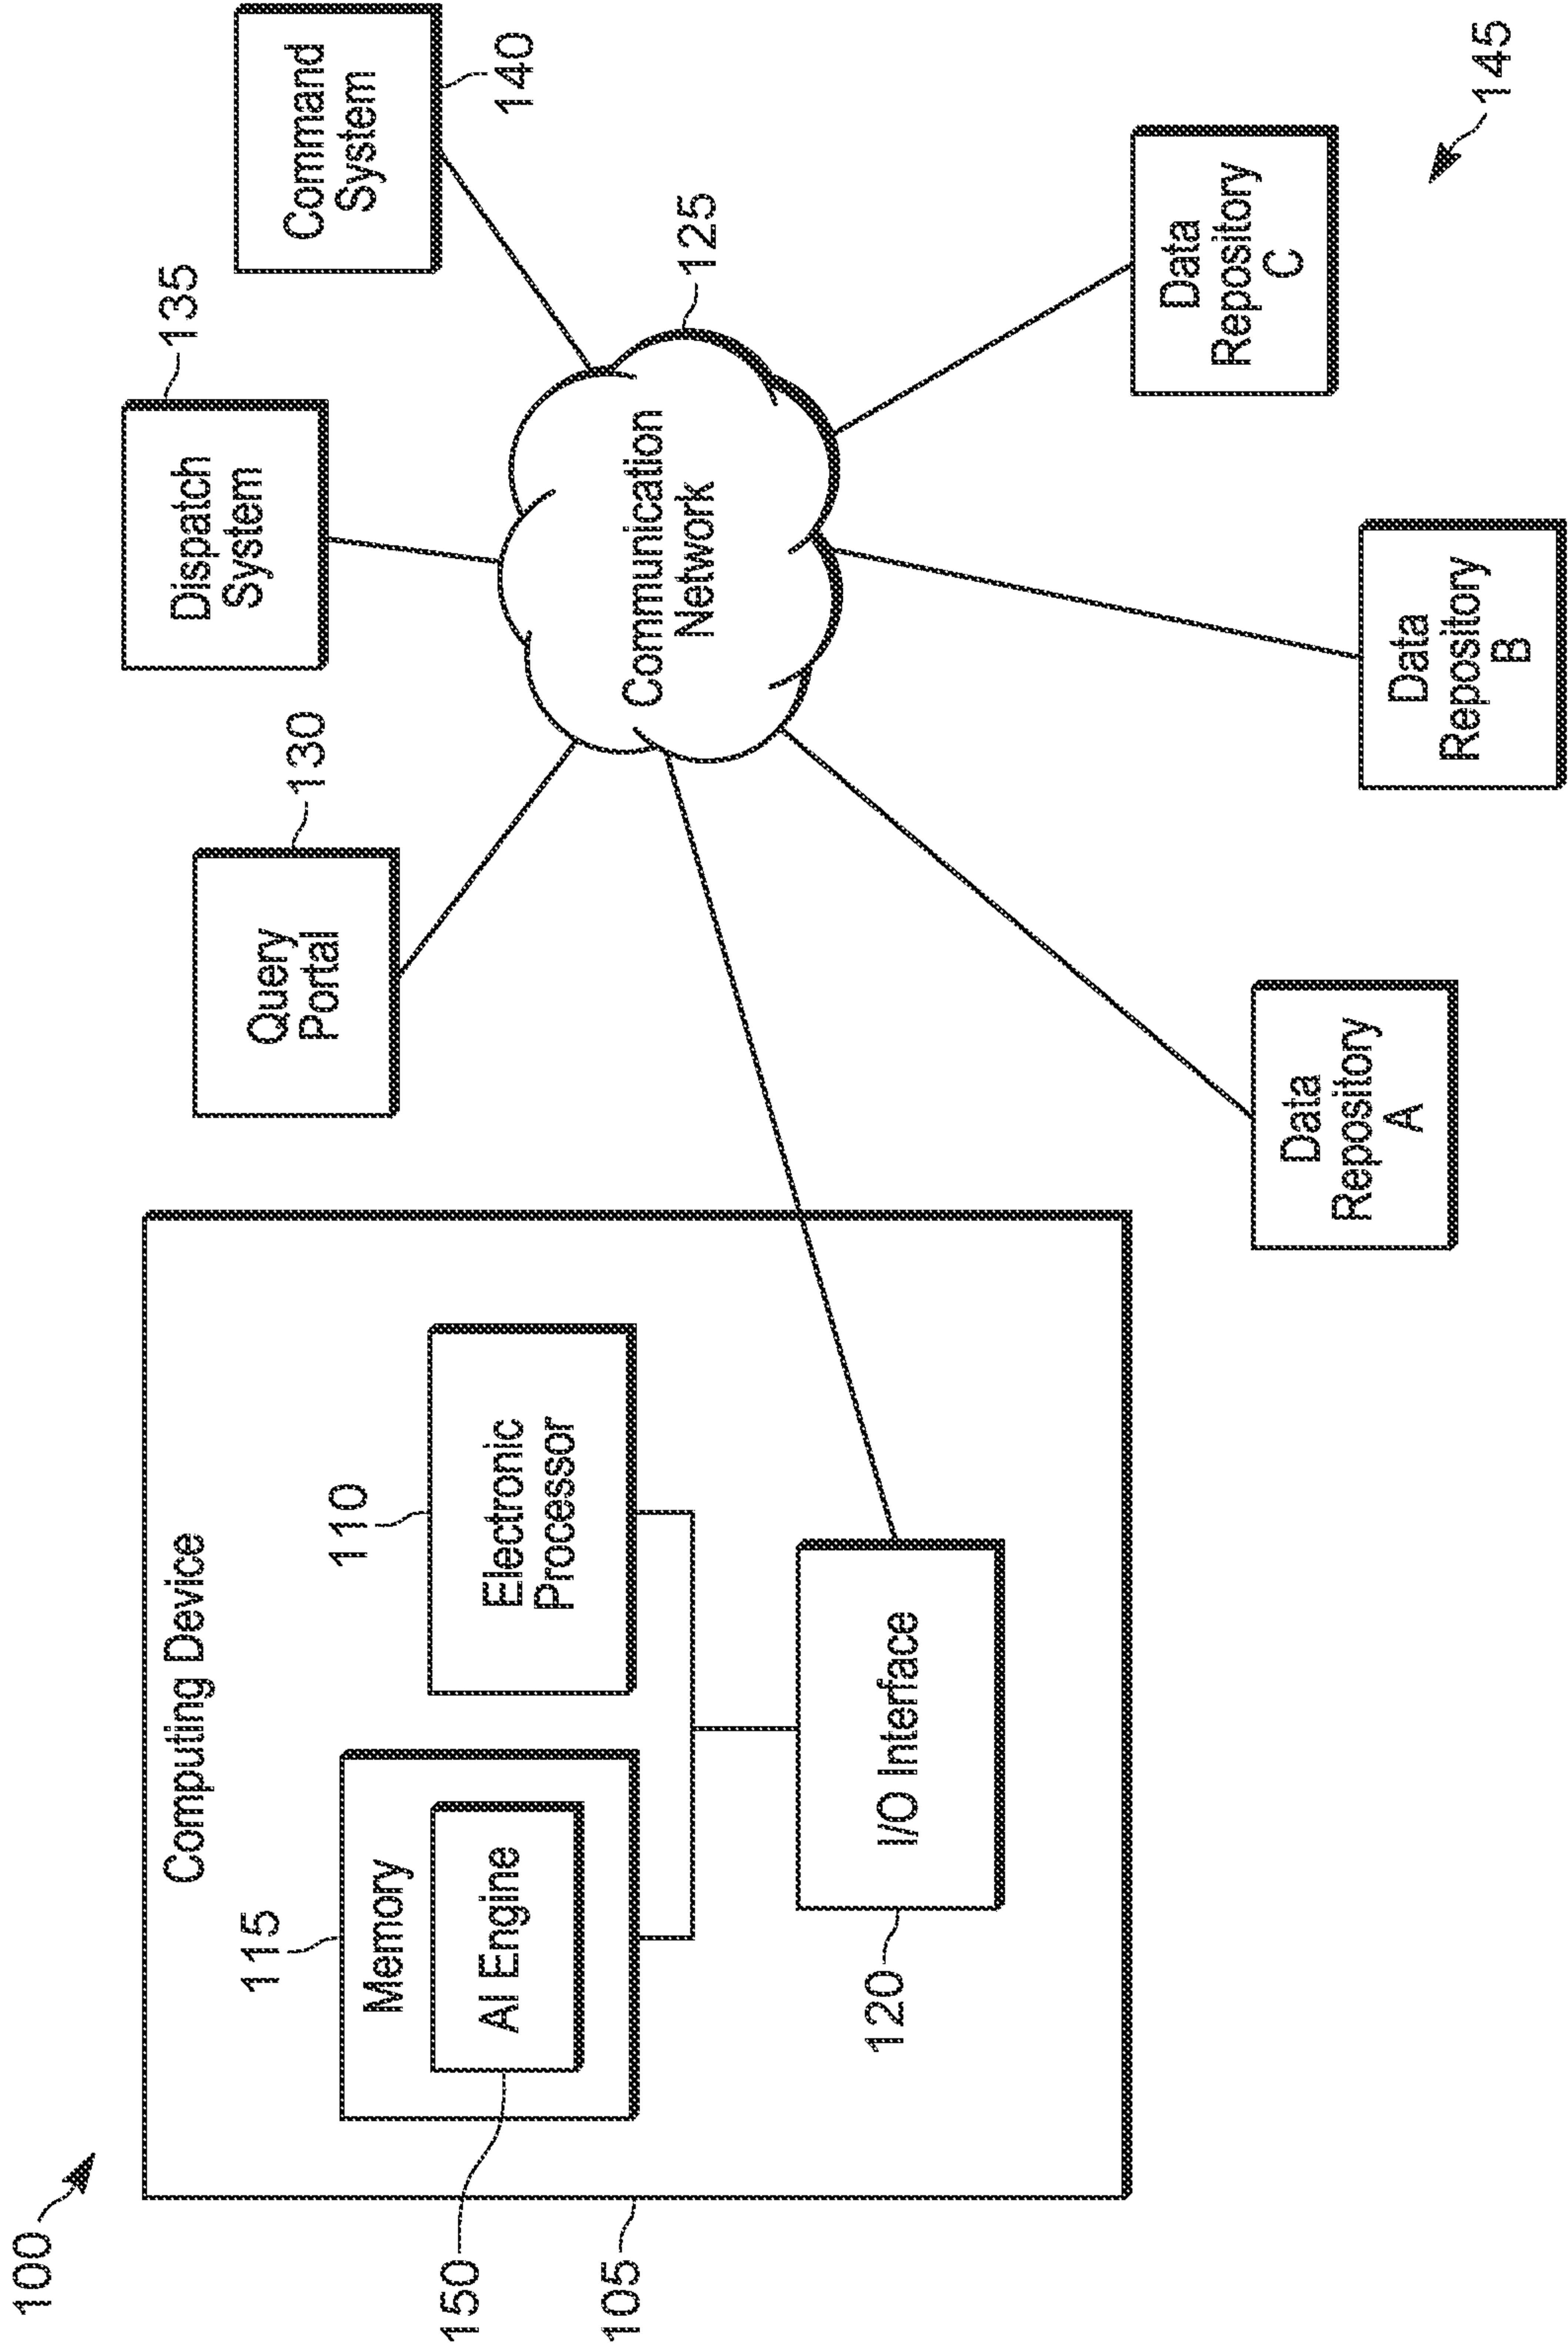 100
Computing Device
115
Memory
AI Engine
150
105
110
Electronic
Processor
I/O Interface
120
Query
Portal
130
Dispatch
System
135
Command
System
140
Communication
Network
125
Data
Repository
A
Data
Repository
B
Data
Repository
C
145